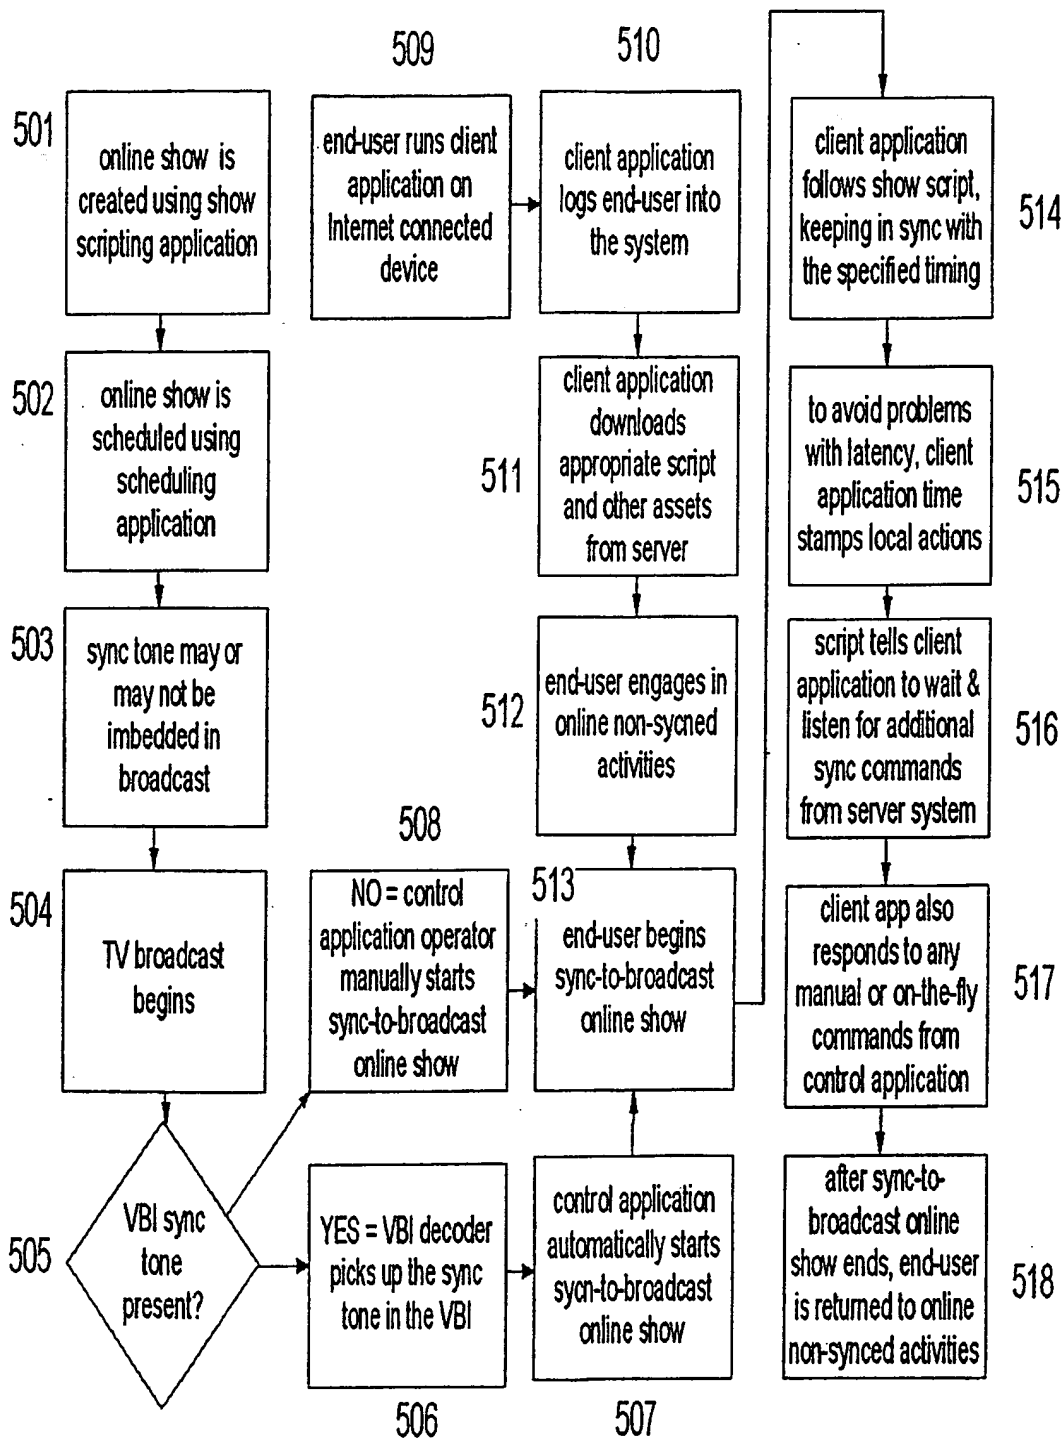 501
online show is
created using show
scripting application
502
online show is
scheduled using
scheduling
application
503
sync tone may or
may not be
imbedded in
broadcast
504
TV broadcast
begins
505
VBI sync
tone
present?
YES = VBI decoder
picks up the sync
tone in the VBI
506
control application
automatically starts
sycn-to-broadcast
online show
507
508
NO = control
application operator
manually starts
sync-to-broadcast
online show
509
end-user runs client
application on
Internet connected
device
510
client application
logs end-user into
the system
511
client application
downloads
appropriate script
and other assets
from server
512
end-user engages in
online non-sycned
activities
513
end-user begins
sync-to-broadcast
online show
514
client application
follows show script,
keeping in sync with
the specified timing
515
to avoid problems
with latency, client
application time
stamps local actions
516
script tells client
application to wait &
listen for additional
sync commands
from server system
517
client app also
responds to any
manual or on-the-fly
commands from
control application
518
after sync-to-
broadcast online
show ends, end-user
is returned to online
non-synced activities